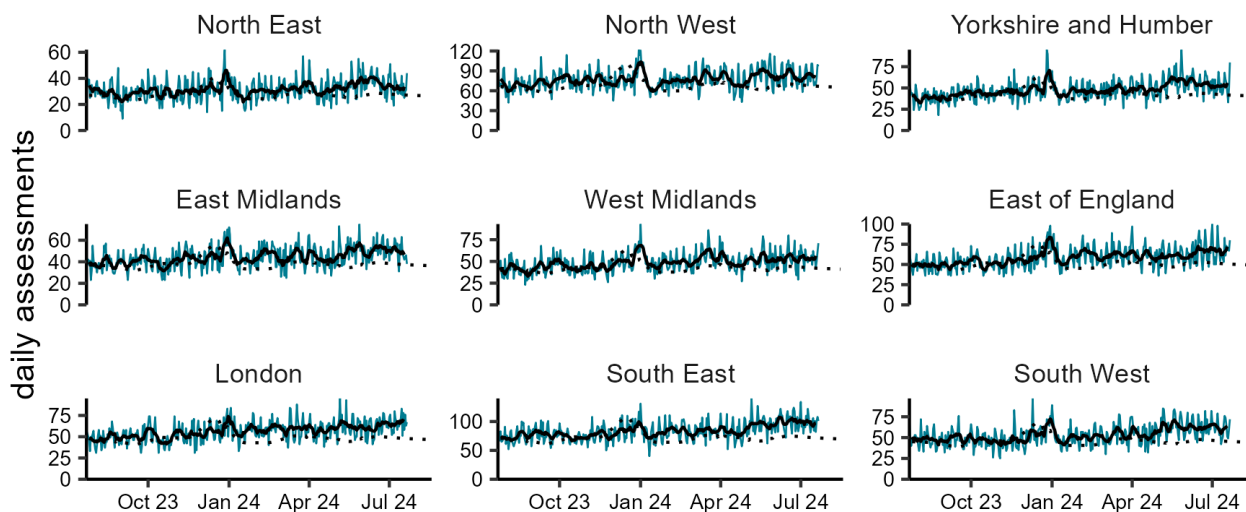 daily assessments
North East
60
40
20
0
North West
120
90
60
30
0
Yorkshire and Humber
75
50
25
0
East Midlands
60
40
20
0
West Midlands
75
50
25
0
East of England
100
75
50
25
0
London
75
50
25
0
Oct 23 Jan 24 Apr 24 Jul 24
South East
100
50
0
Oct 23 Jan 24 Apr 24 Jul 24
South West
75
50
25
0
Oct 23 Jan 24 Apr 24 Jul 24